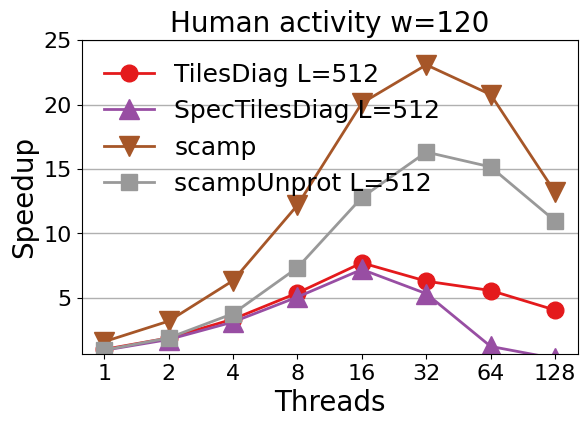 Human activity w=120
25
20
15
10
5
Speedup
TilesDiag L=512
SpecTilesDiag L=512
scamp
scampUnprot L=512
1 2 4 8 16 32 64 128
Threads